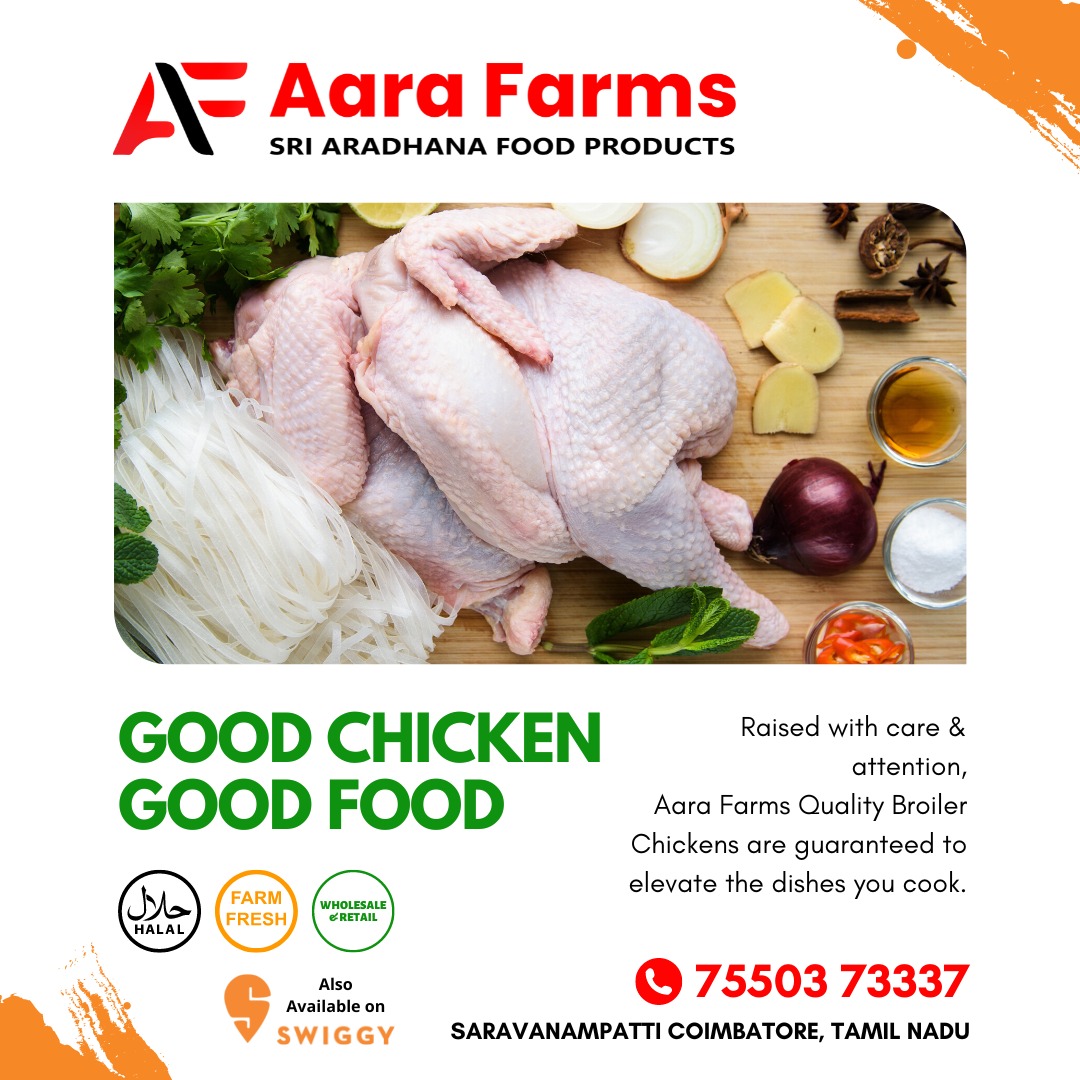 AF Aara Farms
SRI ARADHANA FOOD PRODUCTS
GOOD CHICKEN
GOOD FOOD
Raised with care &
attention,
Aara Farms Quality Broiler
Chickens are guaranteed to
elevate the dishes you cook.
حلال
HALAL
FARM
FRESH
WHOLESALE
& RETAIL
Also
Available on
SWIGGY
75503 73337
SARAVANAMPATTI COIMBATORE, TAMIL NADU